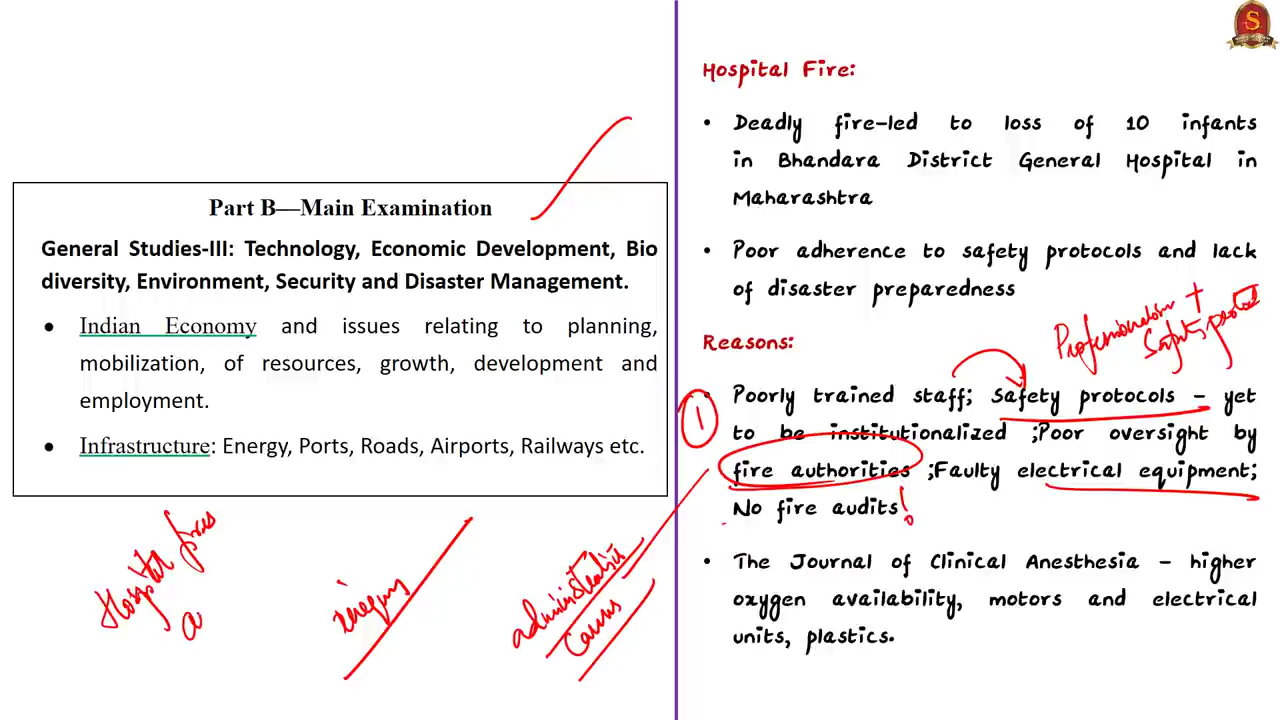 Part B—Main Examination
General Studies-III: Technology, Economic Development, Bio
diversity, Environment, Security and Disaster Management.
● Indian Economy and issues relating to planning,
mobilization, of resources, growth, development and
employment.
● Infrastructure: Energy, Ports, Roads, Airports, Railways etc.
Hospital fires
a
administrative
Causes
S
Hospital Fire:
• Deadly fire-led to loss of 10 infants
in Bhandara District General Hospital in
Maharashtra
• Poor adherence to safety protocols and lack
of disaster preparedness
Professionalism +
Safety
Reasons:
1
• Poorly trained staff; Safety protocols - yet
to be institutionalized ;Poor oversight by
fire authorities ;Faulty electrical equipment;
No fire audits!
• The Journal of Clinical Anesthesia - higher
oxygen availability, motors and electrical
units, plastics.